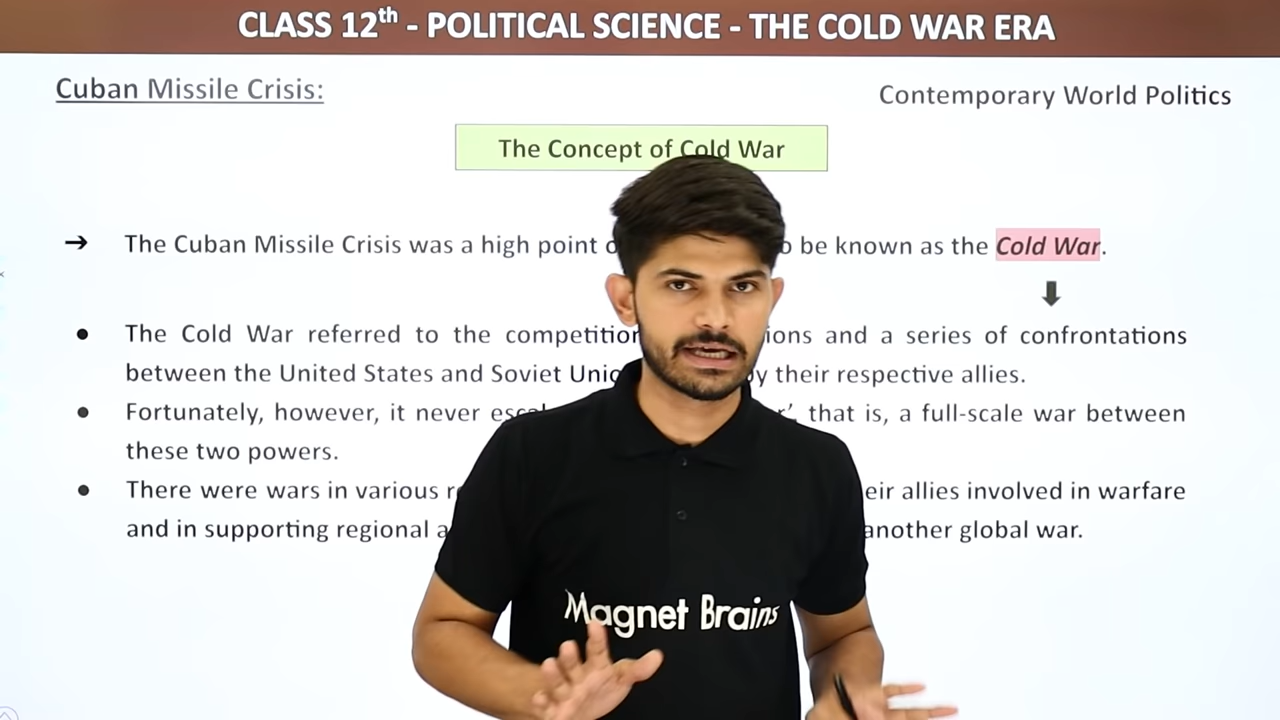 CLASS 12th - POLITICAL SCIENCE - THE COLD WAR ERA
Cuban Missile Crisis:
Contemporary World Politics
The Concept of Cold War
→ The Cuban Missile Crisis was a high point be known as the Cold War.
● The Cold War referred to the competition and a series of confrontations
between the United States and Soviet their respective allies.
● Fortunately, however, it never that is, a full-scale war between
these two powers.
● There were wars in various allies involved in warfare
and in supporting regional another global war.
Magnet Brains